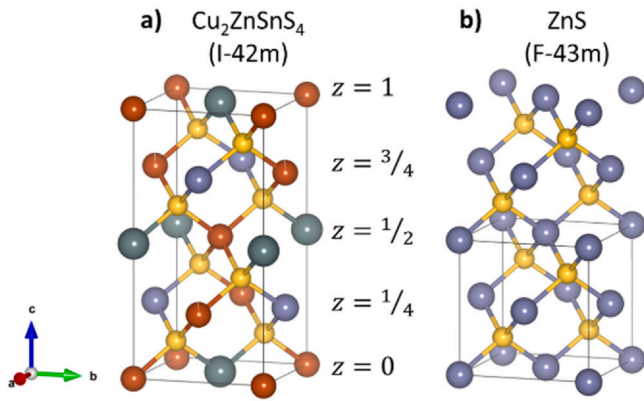 a) Cu₂ZnSnS₄
(I-42m)
b) ZnS
(F-43m)
z = 1
z = ³/₄
z = ¹/₂
z = ¹/₄
z = 0
c
a
b